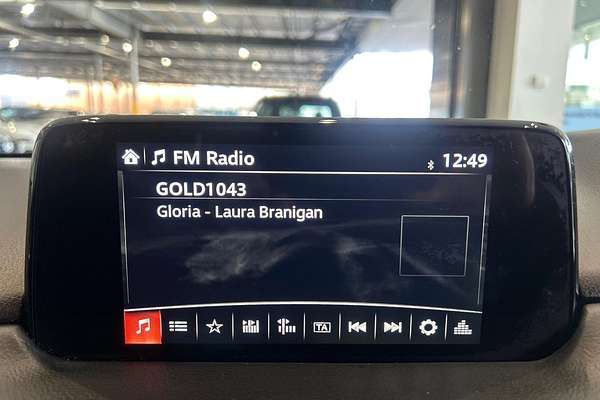 FM Radio 12:49
GOLD1043
Gloria - Laura Branigan
TA